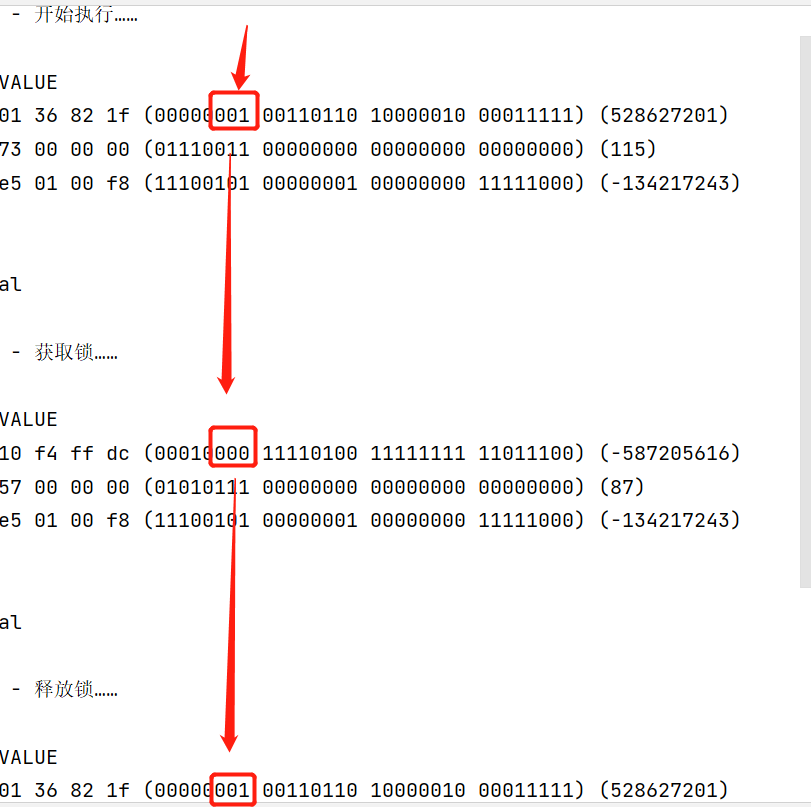 - 开始执行……
VALUE
01 36 82 1f (00000001 00110110 10000010 00011111) (528627201)
73 00 00 00 (01110011 00000000 00000000 00000000) (115)
e5 01 00 f8 (11100101 00000001 00000000 11111000) (-134217243)
al
- 获取锁……
VALUE
10 f4 ff dc (00010000 11110100 11111111 11011100) (-587205616)
57 00 00 00 (01010111 00000000 00000000 00000000) (87)
e5 01 00 f8 (11100101 00000001 00000000 11111000) (-134217243)
al
- 释放锁……
VALUE
01 36 82 1f (00000001 00110110 10000010 00011111) (528627201)